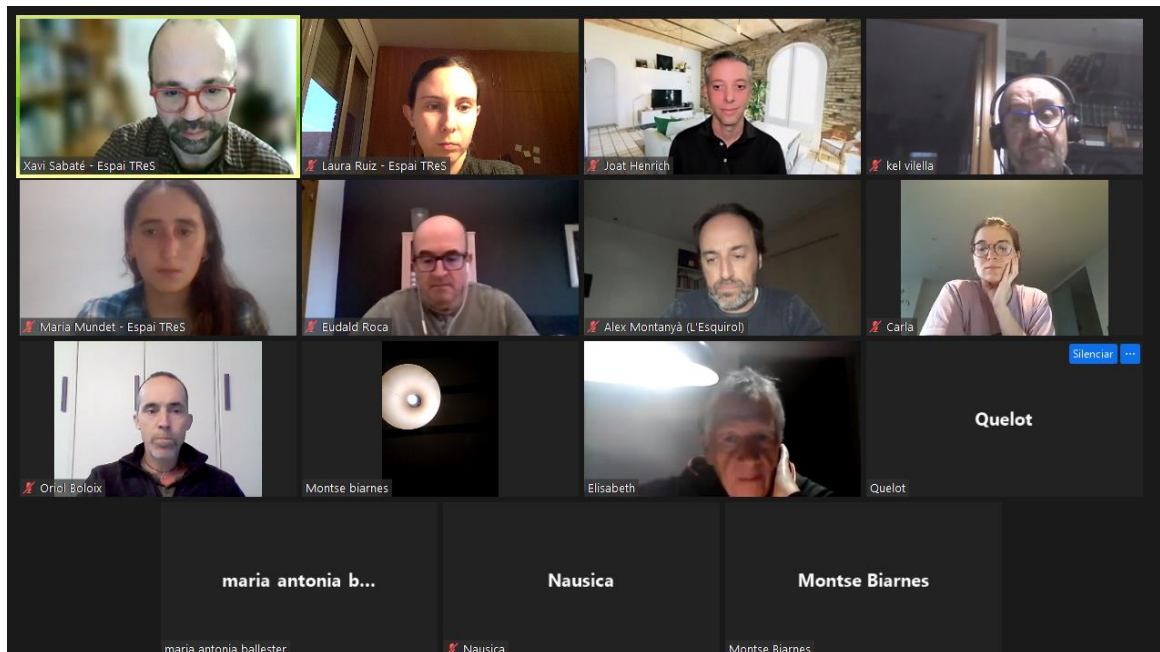 Xavi Sabaté - Espai TReS
Laura Ruiz - Espai TReS
Joat Henrich
kel vilella
Maria Mundet - Espai TReS
Eudald Roca
Alex Montanyà (L'Esquirol)
Carla
Oriol Boloix
Montse biarnes
Elisabeth
Silenciar ...
Quelot
Quelot
maria antonia b...
maria antonia ballester
Nausica
Nausica
Montse Biarnes
Montse Biarnes